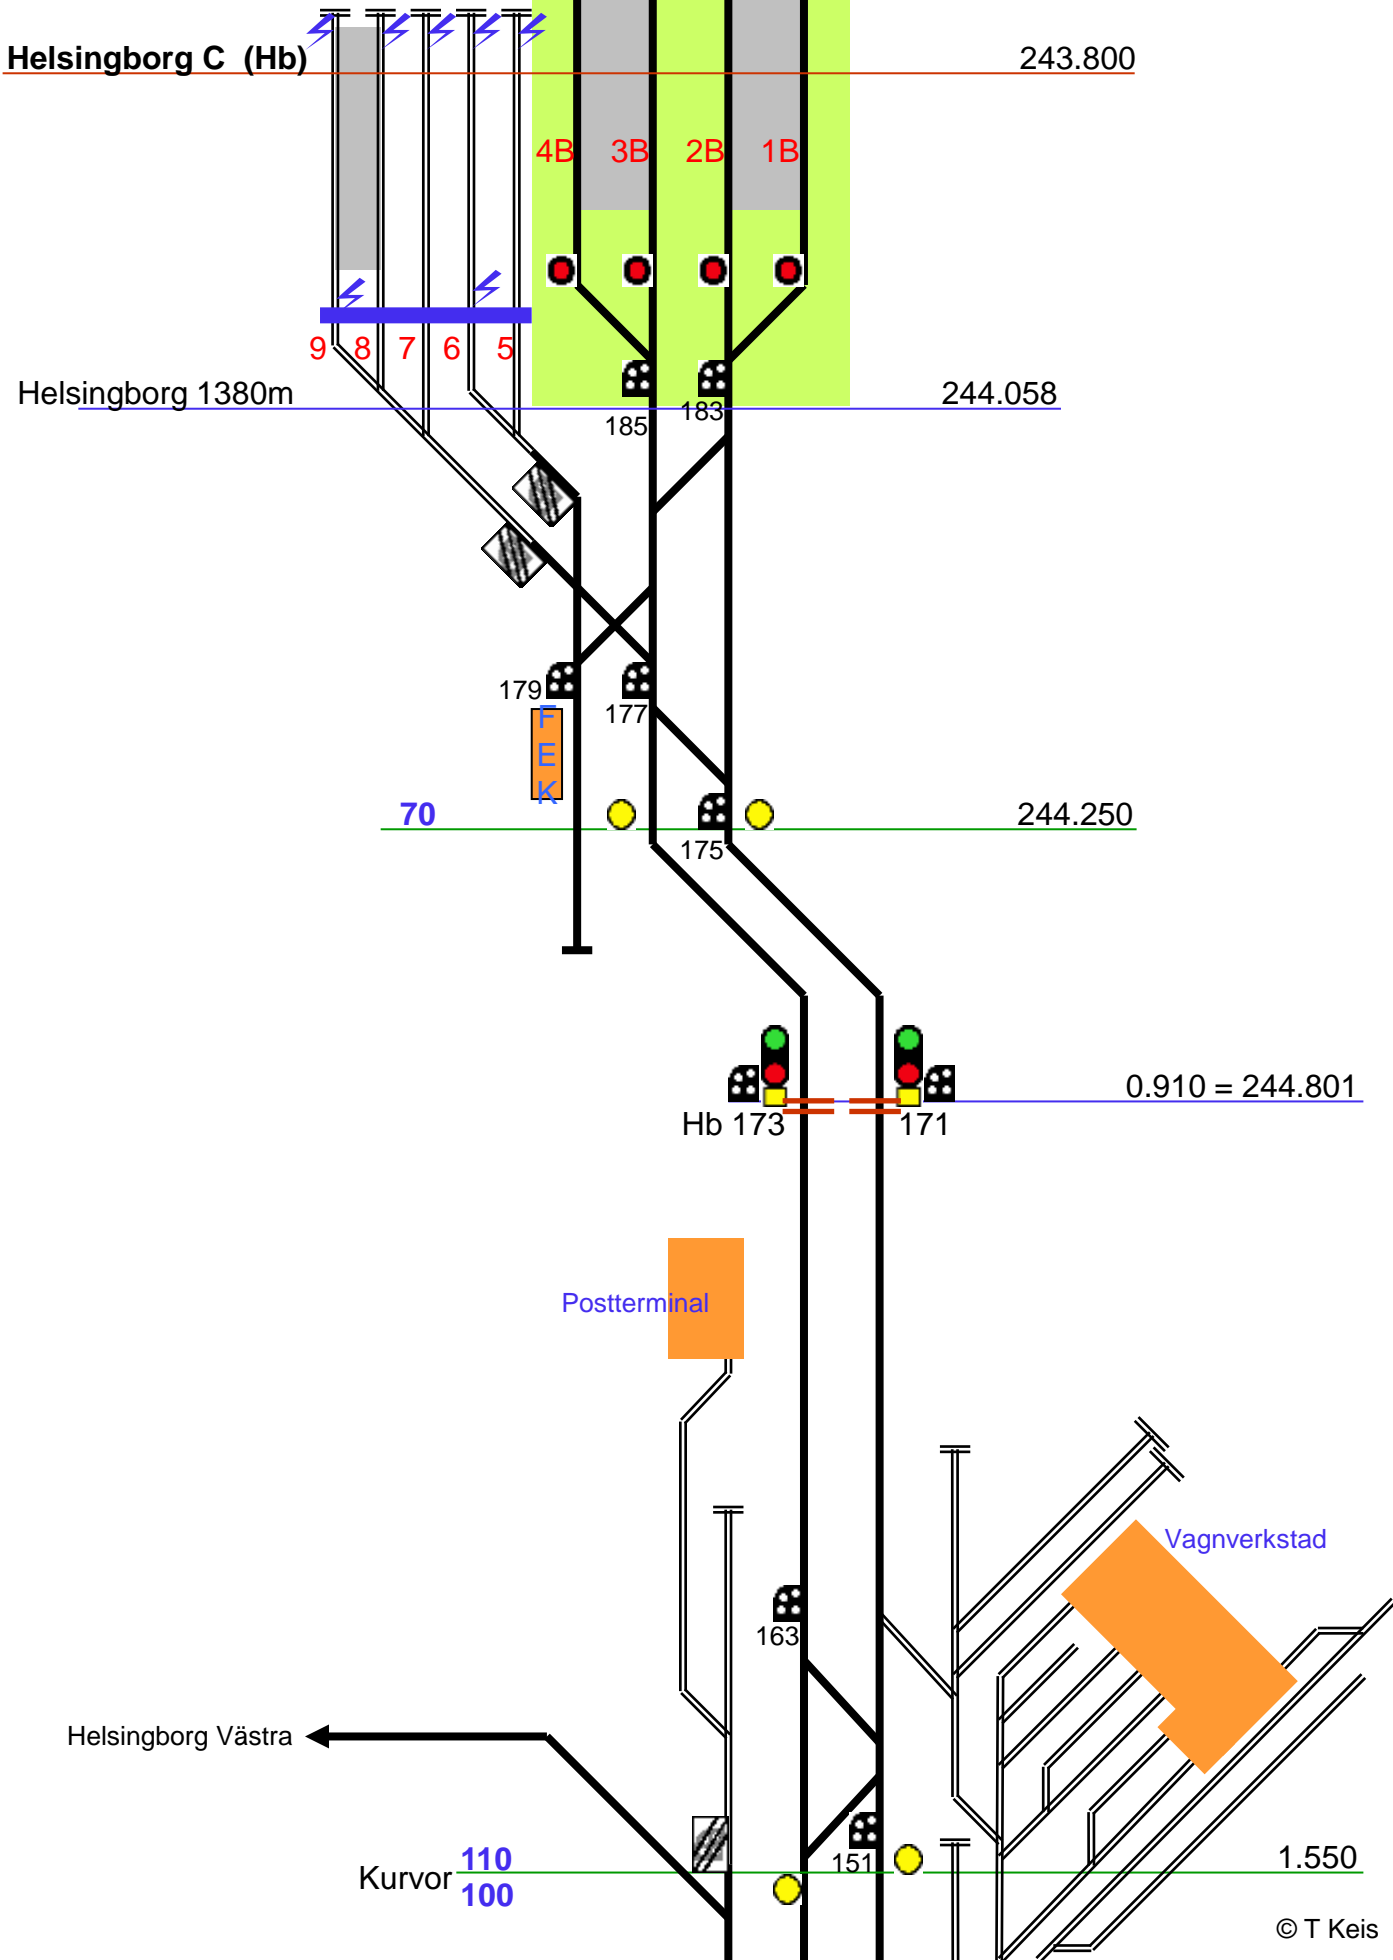 Helsingborg C (Hb)
243.800
4B 3B 2B 1B
9 8 7 6 5
Helsingborg 1380m
244.058
185
183
179
177
F
E
K
70
244.250
175
0.910 = 244.801
Hb 173
171
Postterminal
Vagnverkstad
163
Helsingborg Västra
151
1.550
Kurvor
110
100
© T Keis